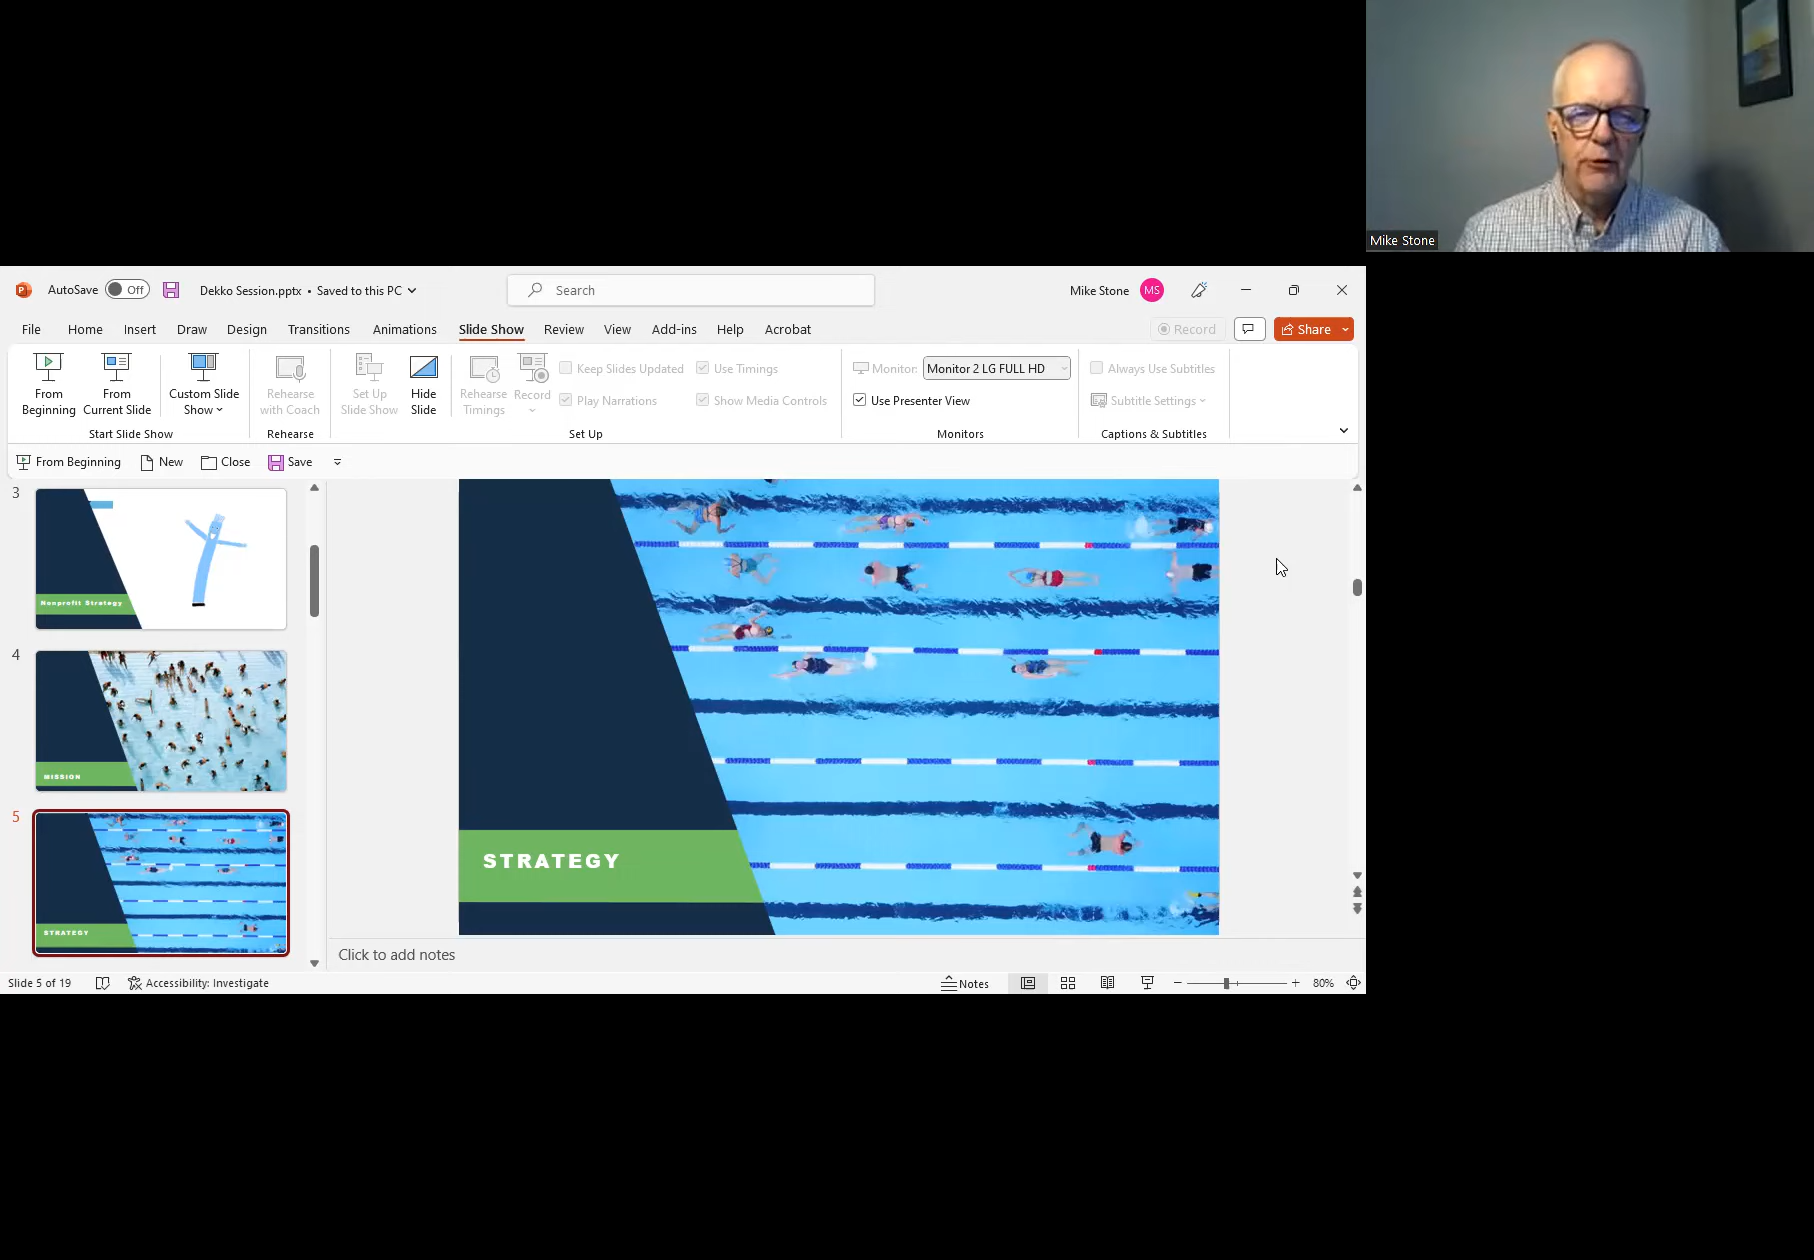 Mike Stone
AutoSave Off Dekko Session.pptx • Saved to this PC Search Mike Stone MS
File Home Insert Draw Design Transitions Animations Slide Show Review View Add-ins Help Acrobat Record Share
From Beginning
From Current Slide
Custom Slide Show
Start Slide Show
Rehearse with Coach
Rehearse
Set Up Slide Show
Hide Slide
Rehearse Timings
Record
Keep Slides Updated
Play Narrations
Use Timings
Show Media Controls
Set Up
Monitor: Monitor 2 LG FULL HD
Use Presenter View
Monitors
Always Use Subtitles
Subtitle Settings
Captions & Subtitles
From Beginning New Close Save
3
Nonprofit Strategy
4
MISSION
5
STRATEGY
STRATEGY
Click to add notes
Slide 5 of 19 Accessibility: Investigate Notes 80%